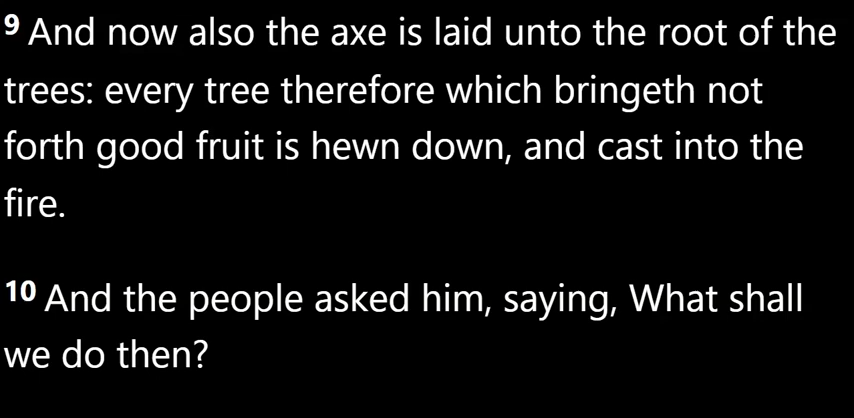 9 And now also the axe is laid unto the root of the
trees: every tree therefore which bringeth not
forth good fruit is hewn down, and cast into the
fire.
10 And the people asked him, saying, What shall
we do then?